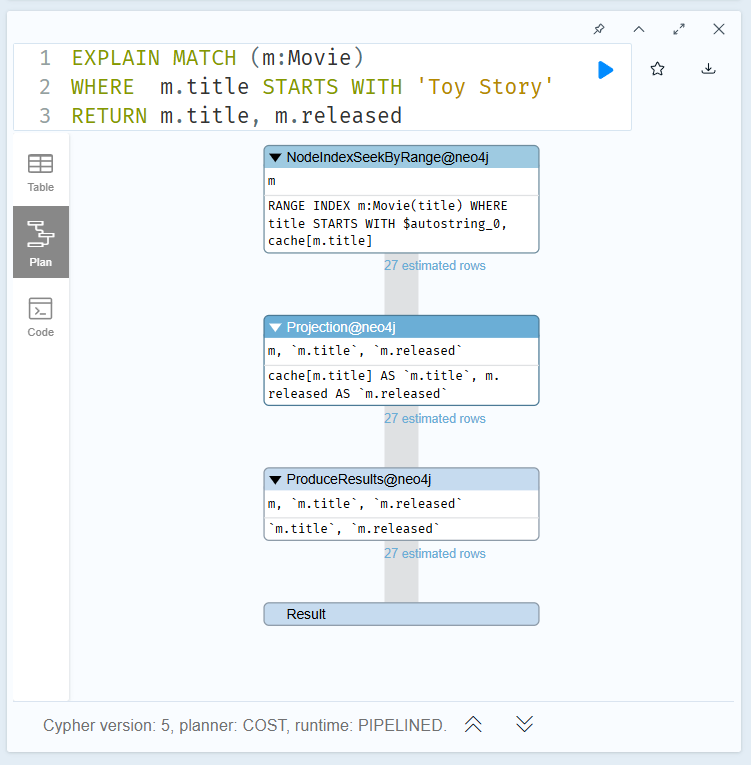 1 EXPLAIN MATCH (m:Movie)
2 WHERE  m.title STARTS WITH 'Toy Story'
3 RETURN m.title, m.released
Table
Plan
Code
NodeIndexSeekByRange@neo4j
m
RANGE INDEX m:Movie(title) WHERE
title STARTS WITH $autostring_0,
cache[m.title]
27 estimated rows
Projection@neo4j
m, `m.title`, `m.released`
cache[m.title] AS `m.title`, m.
released AS `m.released`
27 estimated rows
ProduceResults@neo4j
m, `m.title`, `m.released`
`m.title`, `m.released`
27 estimated rows
Result
Cypher version: 5, planner: COST, runtime: PIPELINED.